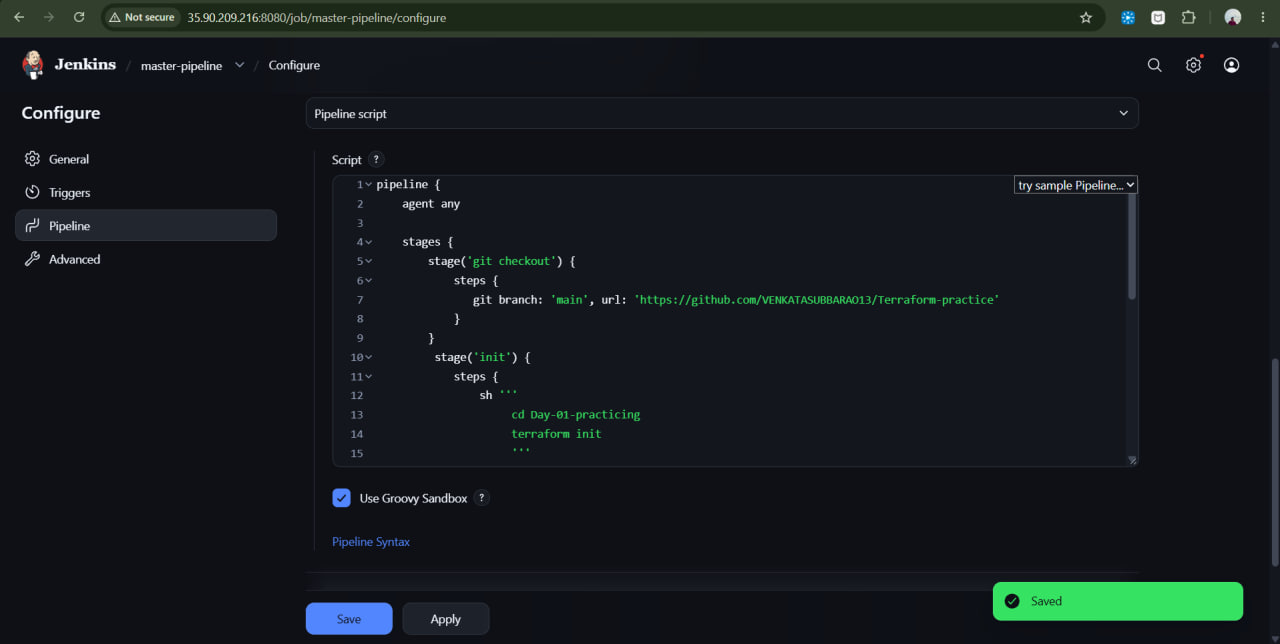 Not secure 35.90.209.216:8080/job/master-pipeline/configure
Jenkins / master-pipeline / Configure
Configure
General
Triggers
Pipeline
Advanced
Pipeline script
Script ?
try sample Pipeline...
1 pipeline {
2 agent any
3
4 stages {
5 stage('git checkout') {
6 steps {
7 git branch: 'main', url: 'https://github.com/VENKATASUBBARAO13/Terraform-practice'
8 }
9 }
10 stage('init') {
11 steps {
12 sh '''
13 cd Day-01-practicing
14 terraform init
15 '''
Use Groovy Sandbox ?
Pipeline Syntax
Save
Apply
Saved